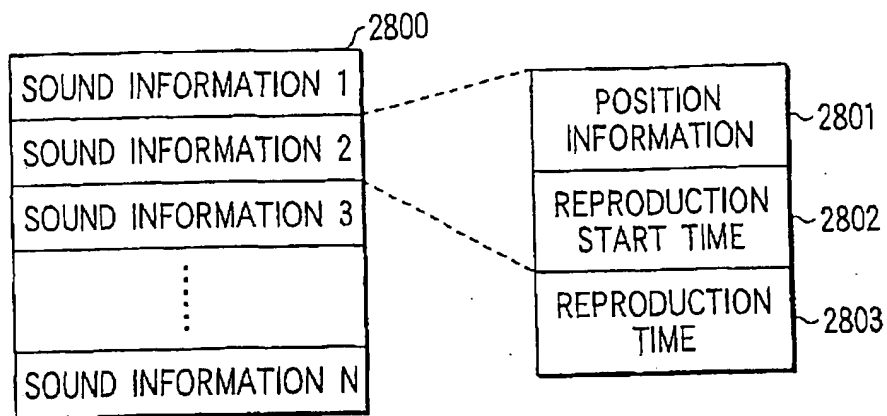 2800
SOUND INFORMATION 1
SOUND INFORMATION 2
SOUND INFORMATION 3
SOUND INFORMATION N
POSITION
INFORMATION
2801
REPRODUCTION
START TIME
2802
REPRODUCTION
TIME
2803